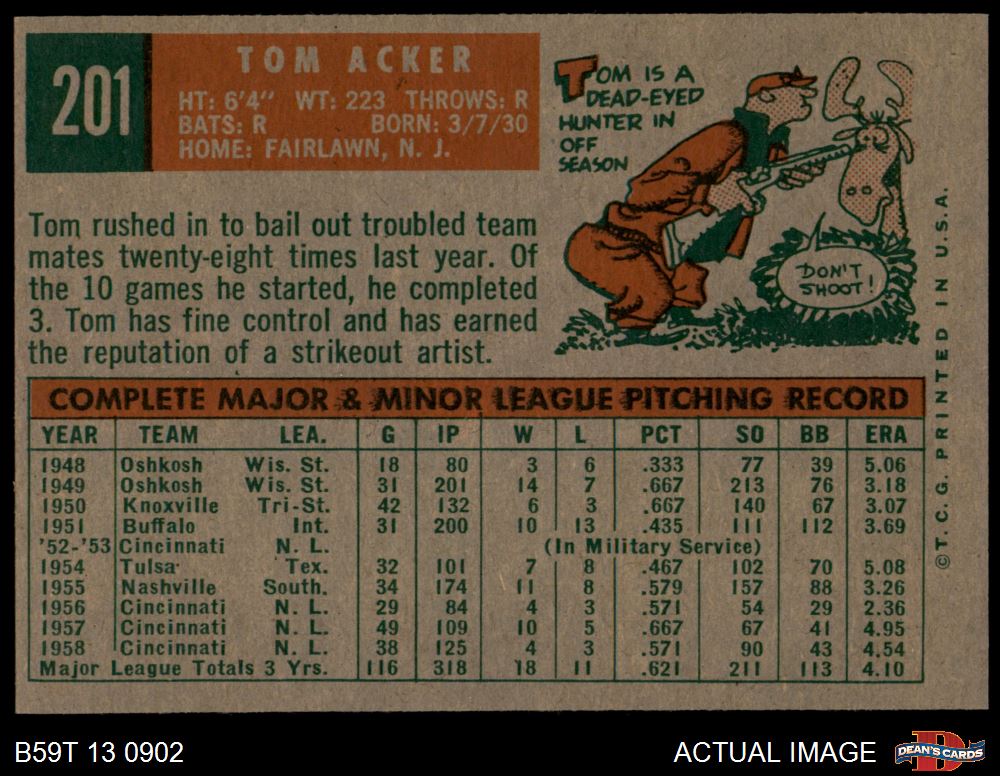 201
TOM ACKER
HT: 6'4" WT: 223 THROWS: R
BATS: R BORN: 3/7/30
HOME: FAIRLAWN, N. J.
TOM IS A
DEAD-EYED
HUNTER IN
OFF
SEASON
DON'T
SHOOT!
Tom rushed in to bail out troubled team
mates twenty-eight times last year. Of
the 10 games he started, he completed
3. Tom has fine control and has earned
the reputation of a strikeout artist.
COMPLETE MAJOR & MINOR LEAGUE PITCHING RECORD
YEAR TEAM LEA. G IP W L PCT SO BB ERA
1948 Oshkosh Wis. St. 18 80 3 6 .333 77 39 5.06
1949 Oshkosh Wis. St. 31 201 14 7 .667 213 76 3.18
1950 Knoxville Tri-St. 42 132 6 3 .667 140 67 3.07
1951 Buffalo Int. 31 200 10 13 .435 111 112 3.69
'52-'53 Cincinnati N. L. (In Military Service)
1954 Tulsa Tex. 32 101 7 8 .467 102 70 5.08
1955 Nashville South. 34 174 11 8 .579 157 88 3.26
1956 Cincinnati N. L. 29 84 4 3 .571 54 29 2.36
1957 Cincinnati N. L. 49 109 10 5 .667 67 41 4.95
1958 Cincinnati N. L. 38 125 4 3 .571 90 43 4.54
Major League Totals 3 Yrs. 116 318 18 11 .621 211 113 4.10
©T. C. G. PRINTED IN U.S.A.
B59T 13 0902
ACTUAL IMAGE
DEAN'S CARDS